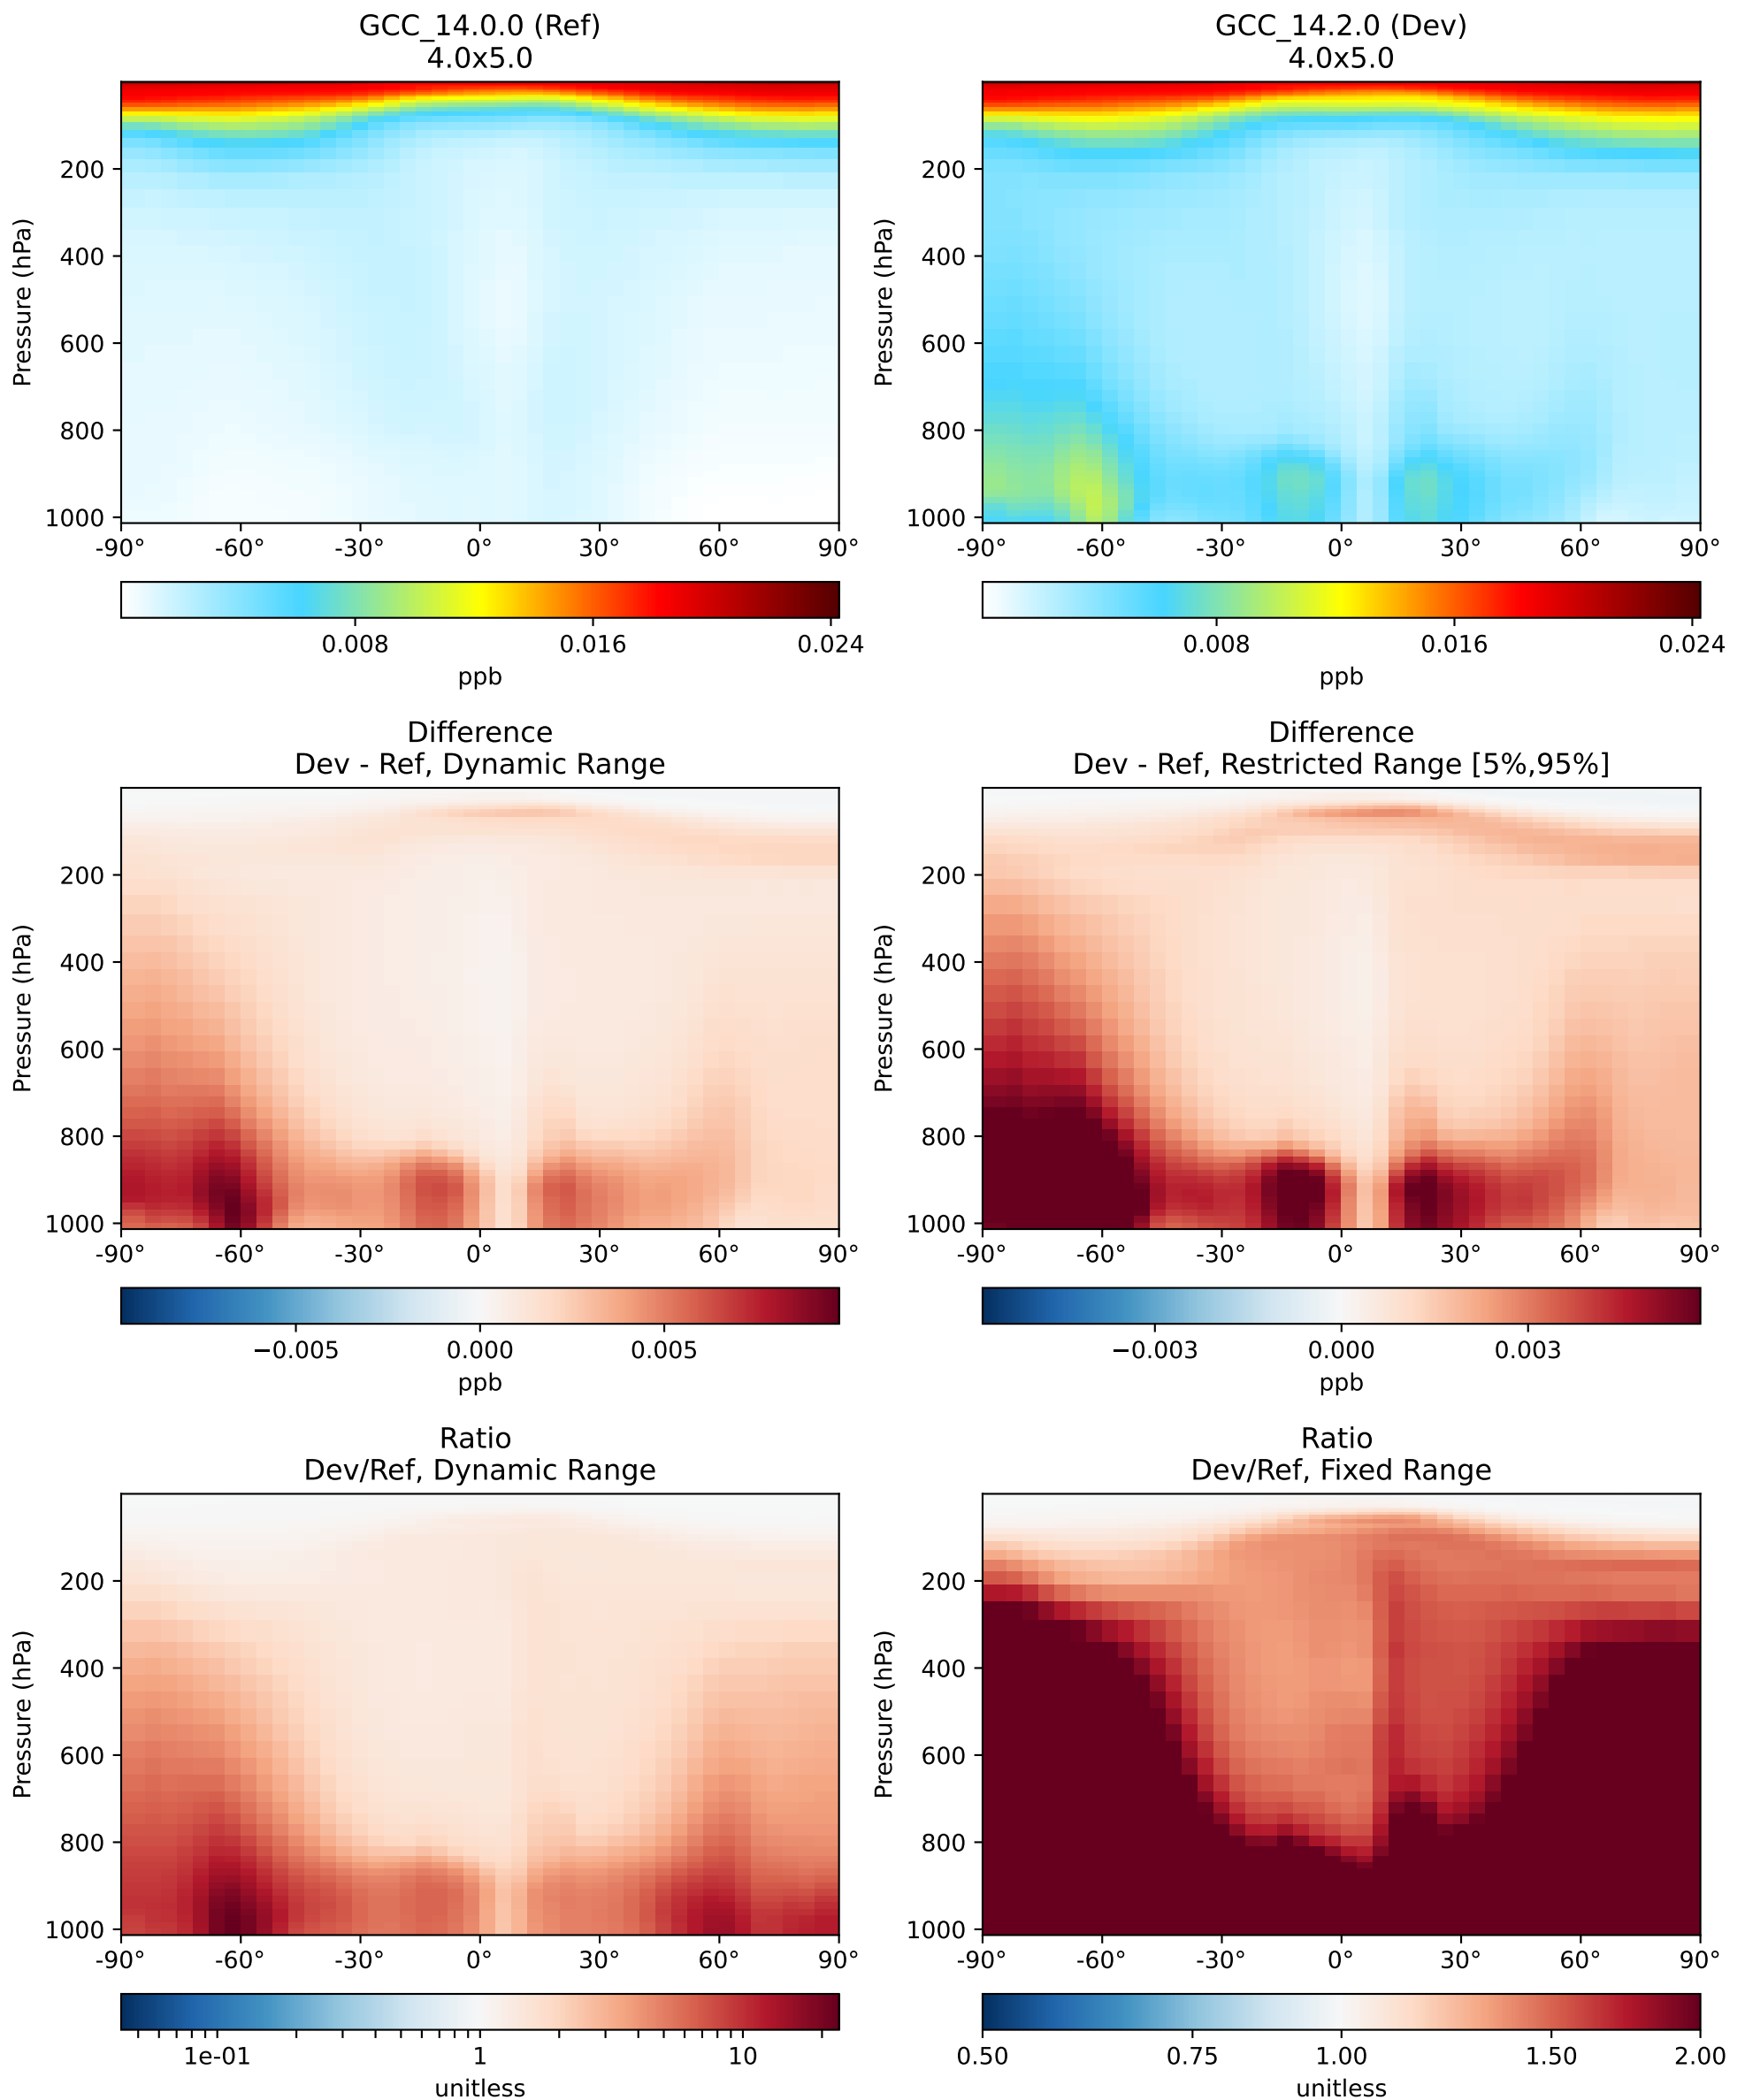 GCC_14.0.0 (Ref)
4.0x5.0
Pressure (hPa)
200
400
600
800
1000
-90° -60° -30° 0° 30° 60° 90°
0.008 0.016 0.024
ppb
GCC_14.2.0 (Dev)
4.0x5.0
Pressure (hPa)
200
400
600
800
1000
-90° -60° -30° 0° 30° 60° 90°
0.008 0.016 0.024
ppb
Difference
Dev - Ref, Dynamic Range
Pressure (hPa)
200
400
600
800
1000
-90° -60° -30° 0° 30° 60° 90°
−0.005 0.000 0.005
ppb
Difference
Dev - Ref, Restricted Range [5%,95%]
Pressure (hPa)
200
400
600
800
1000
-90° -60° -30° 0° 30° 60° 90°
−0.003 0.000 0.003
ppb
Ratio
Dev/Ref, Dynamic Range
Pressure (hPa)
200
400
600
800
1000
-90° -60° -30° 0° 30° 60° 90°
1e-01 1 10
unitless
Ratio
Dev/Ref, Fixed Range
Pressure (hPa)
200
400
600
800
1000
-90° -60° -30° 0° 30° 60° 90°
0.50 0.75 1.00 1.50 2.00
unitless